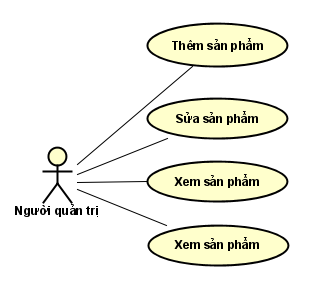 Thêm sản phẩm
Sửa sản phẩm
Xem sản phẩm
Người quản trị
Xem sản phẩm